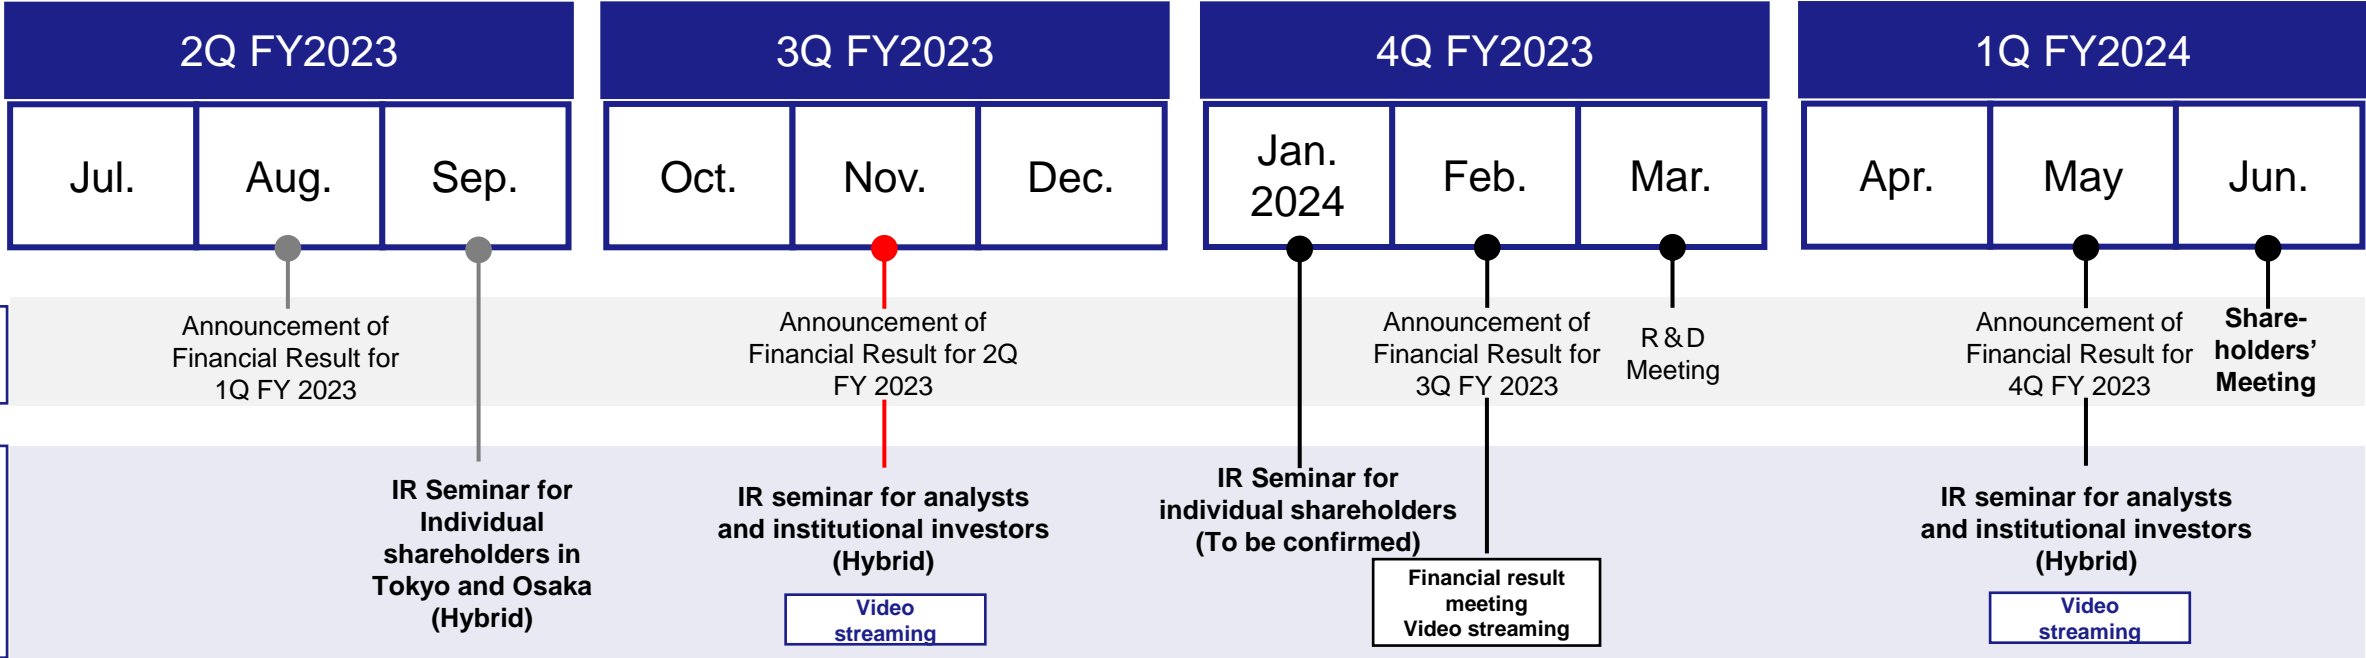 2Q FY2023
3Q FY2023
4Q FY2023
1Q FY2024
Jul.
Aug.
Sep.
Oct.
Nov.
Dec.
Jan.
2024
Feb.
Mar.
Apr.
May
Jun.
Announcement of
Financial Result for
1Q FY 2023
Announcement of
Financial Result for 2Q
FY 2023
Announcement of
Financial Result for
3Q FY 2023
R&D
Meeting
Announcement of
Financial Result for
4Q FY 2023
Share-
holders’
Meeting
IR Seminar for
Individual
shareholders in
Tokyo and Osaka
(Hybrid)
IR seminar for analysts
and institutional investors
(Hybrid)
Video
streaming
IR Seminar for
individual shareholders
(To be confirmed)
Financial result
meeting
Video streaming
IR seminar for analysts
and institutional investors
(Hybrid)
Video
streaming